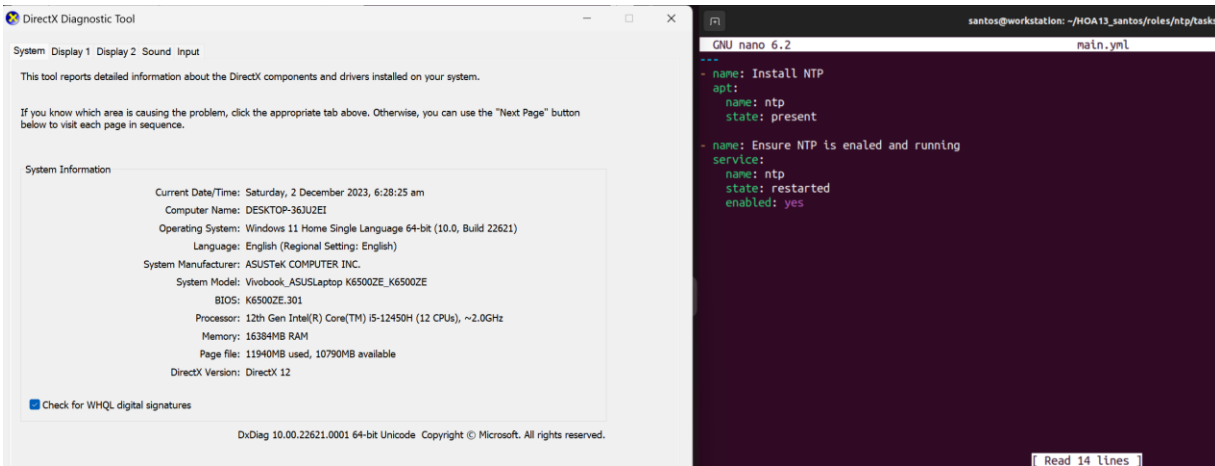 DirectX Diagnostic Tool
System Display 1 Display 2 Sound Input
This tool reports detailed information about the DirectX components and drivers installed on your system.
If you know which area is causing the problem, click the appropriate tab above. Otherwise, you can use the "Next Page" button
below to visit each page in sequence.
System Information
Current Date/Time: Saturday, 2 December 2023, 6:28:25 am
Computer Name: DESKTOP-36JU2EI
Operating System: Windows 11 Home Single Language 64-bit (10.0, Build 22621)
Language: English (Regional Setting: English)
System Manufacturer: ASUSTeK COMPUTER INC.
System Model: Vivobook_ASUSLaptop K6500ZE_K6500ZE
BIOS: K6500ZE.301
Processor: 12th Gen Intel(R) Core(TM) i5-12450H (12 CPUs), ~2.0GHz
Memory: 16384MB RAM
Page file: 11940MB used, 10790MB available
DirectX Version: DirectX 12
Check for WHQL digital signatures
DxDiag 10.00.22621.0001 64-bit Unicode Copyright © Microsoft. All rights reserved.
santos@workstation: ~/HOA13_santos/roles/ntp/tasks
GNU nano 6.2 main.yml
---
- name: Install NTP
  apt:
    name: ntp
    state: present
- name: Ensure NTP is enaled and running
  service:
    name: ntp
    state: restarted
    enabled: yes
[ Read 14 lines ]